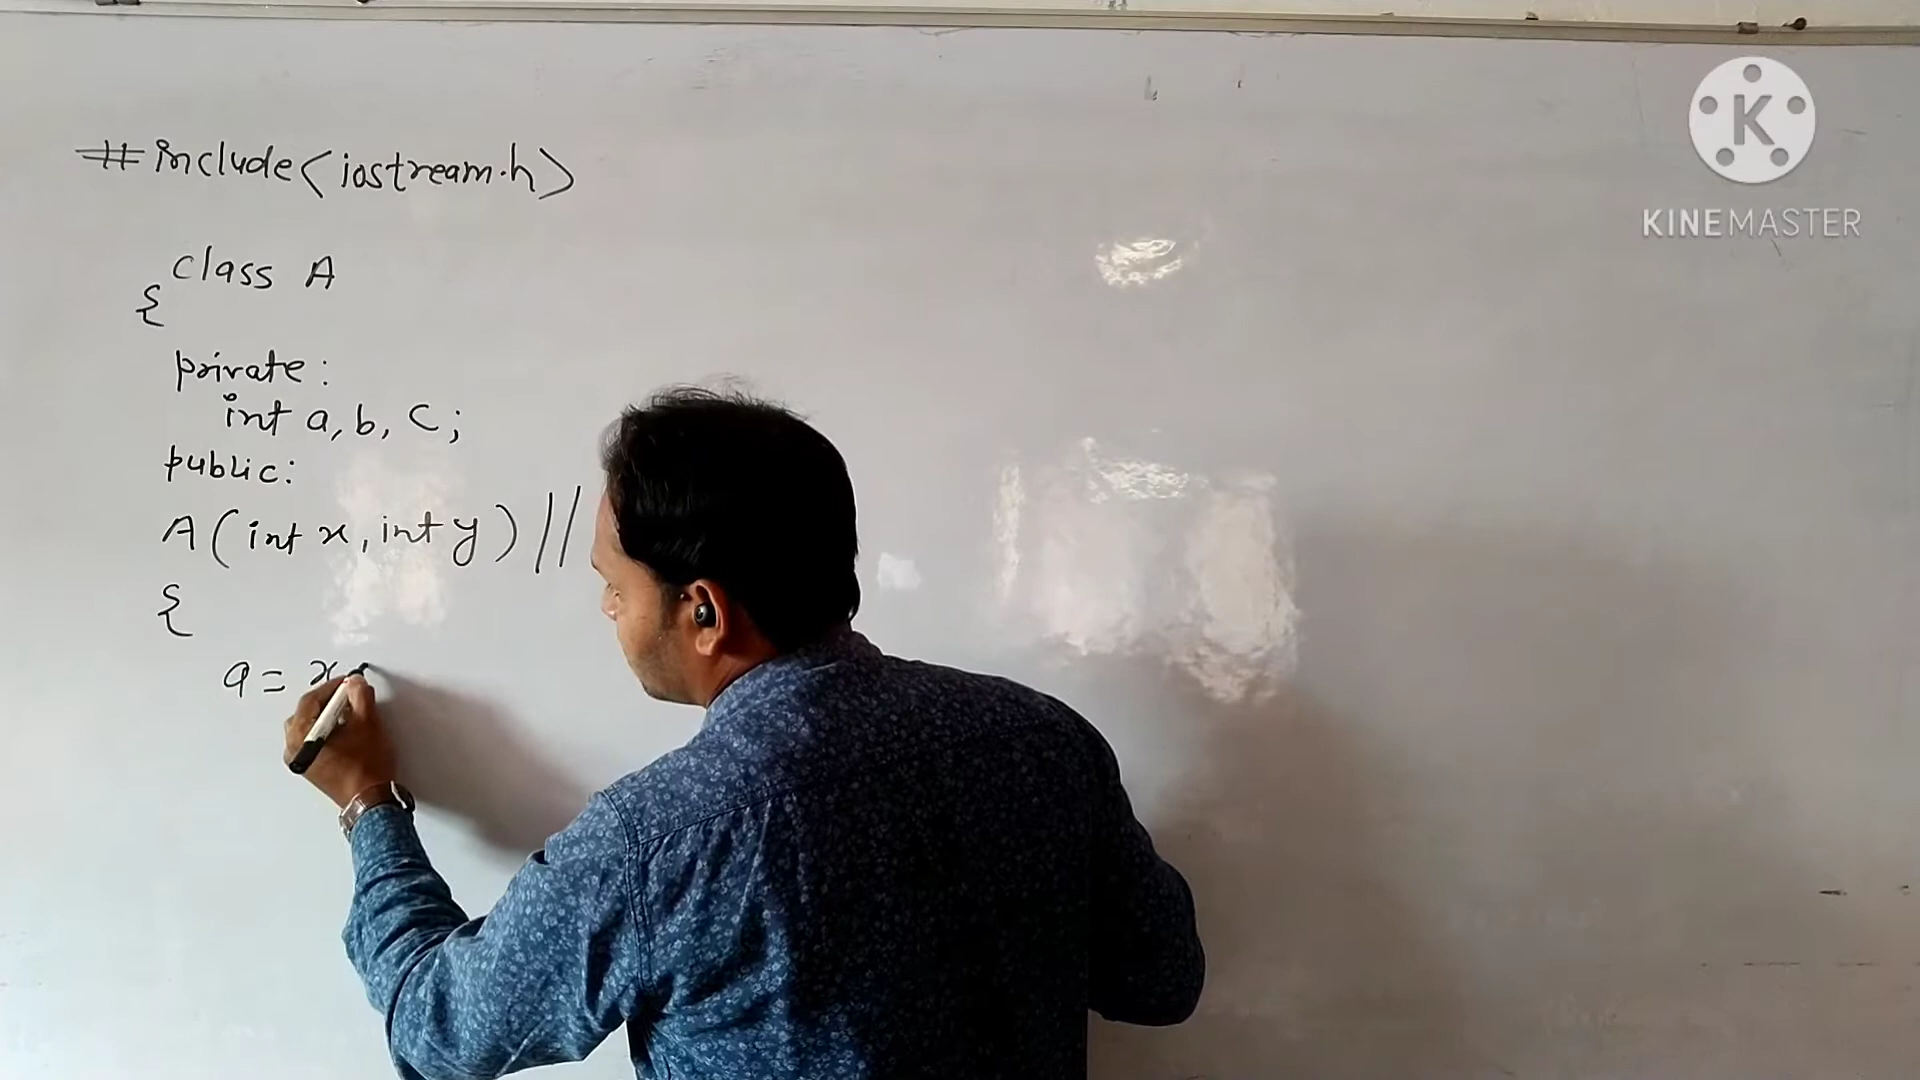 #include<iostream.h>
class A
{
private:
int a, b, c;
public:
A(int x, int y) //
{
a = x
K
KINEMASTER